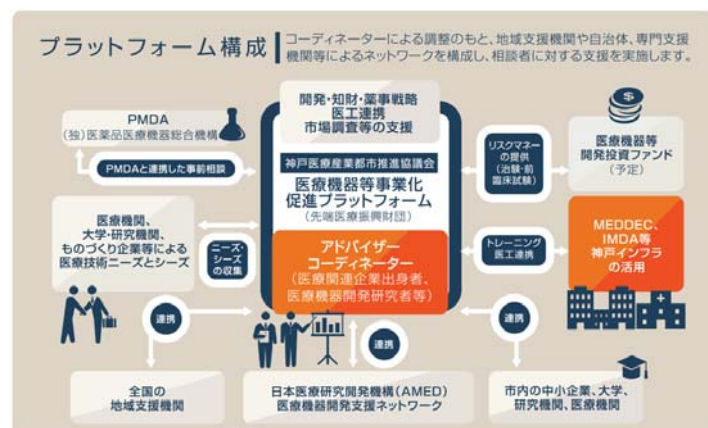 プラットフォーム構成
コーディネーターによる調整のもと、地域支援機関や自治体、専門支援
機関等によるネットワークを構成し、相談者に対する支援を実施します。
PMDA
(独)医薬品医療機器総合機構
PMDAと連携した事前相談
開発・知財・薬事戦略
医工連携
市場調査等の支援
神戸医療産業都市推進協議会
医療機器等事業化
促進プラットフォーム
(先端医療振興財団)
アドバイザー
コーディネーター
(医療関連企業出身者、
医療機器開発研究者等)
リスクマネー
の提供
(治験・前
臨床試験)
医療機器等
開発投資ファンド
(予定)
医療機関、
大学・研究機関、
ものづくり企業等による
医療技術ニーズとシーズ
ニーズ・
シーズ
の収集
トレーニング
医工連携
MEDDEC、
IMDA等
神戸インフラ
の活用
連携
連携
連携
全国の
地域支援機関
日本医療研究開発機構(AMED)
医療機器開発支援ネットワーク
市内の中小企業、大学、
研究機関、医療機関